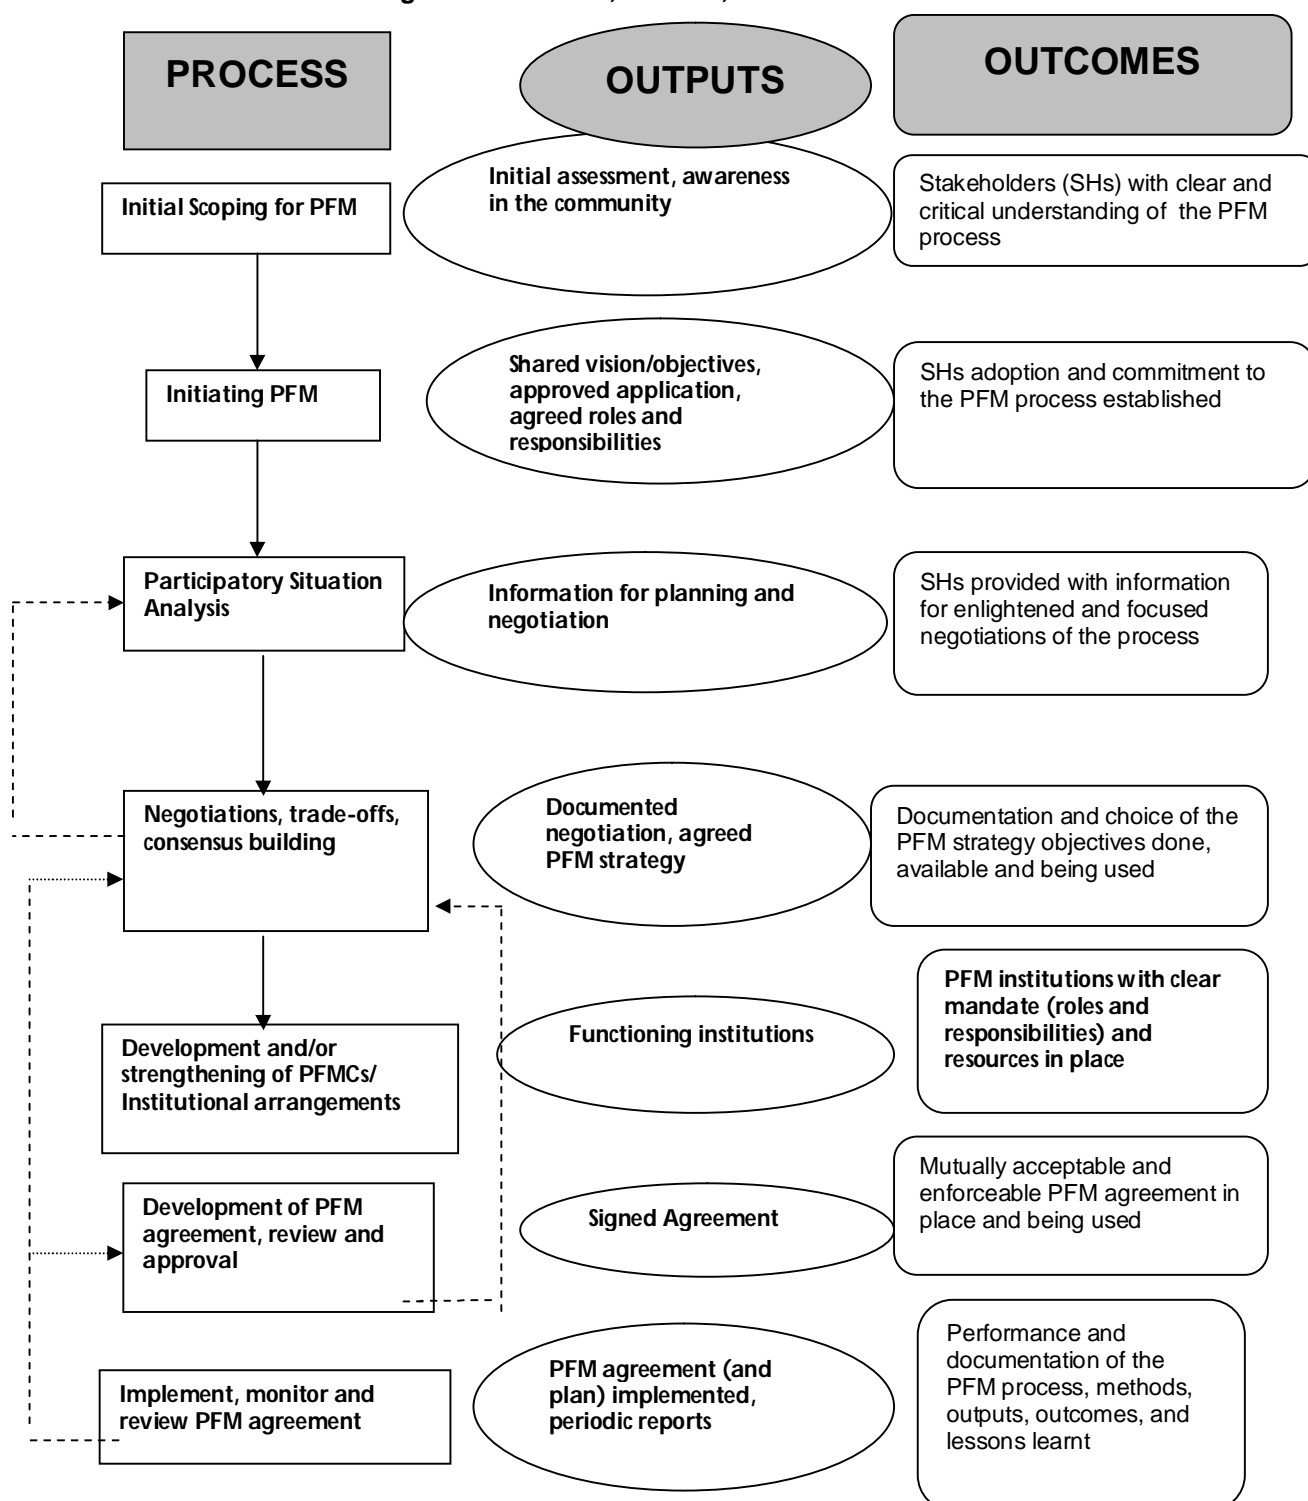 PROCESS
OUTPUTS
OUTCOMES
Initial Scoping for PFM
Initial assessment, awareness
in the community
Stakeholders (SHs) with clear and
critical understanding of the PFM
process
Initiating PFM
Shared vision/objectives,
approved application,
agreed roles and
responsibilities
SHs adoption and commitment to
the PFM process established
Participatory Situation
Analysis
Information for planning and
negotiation
SHs provided with information
for enlightened and focused
negotiations of the process
Negotiations, trade-offs,
consensus building
Documented
negotiation, agreed
PFM strategy
Documentation and choice of the
PFM strategy objectives done,
available and being used
Development and/or
strengthening of PFMCs/
Institutional arrangements
Functioning institutions
PFM institutions with clear
mandate (roles and
responsibilities) and
resources in place
Development of PFM
agreement, review and
approval
Signed Agreement
Mutually acceptable and
enforceable PFM agreement in
place and being used
Implement, monitor and
review PFM agreement
PFM agreement (and
plan) implemented,
periodic reports
Performance and
documentation of the
PFM process, methods,
outputs, outcomes, and
lessons learnt